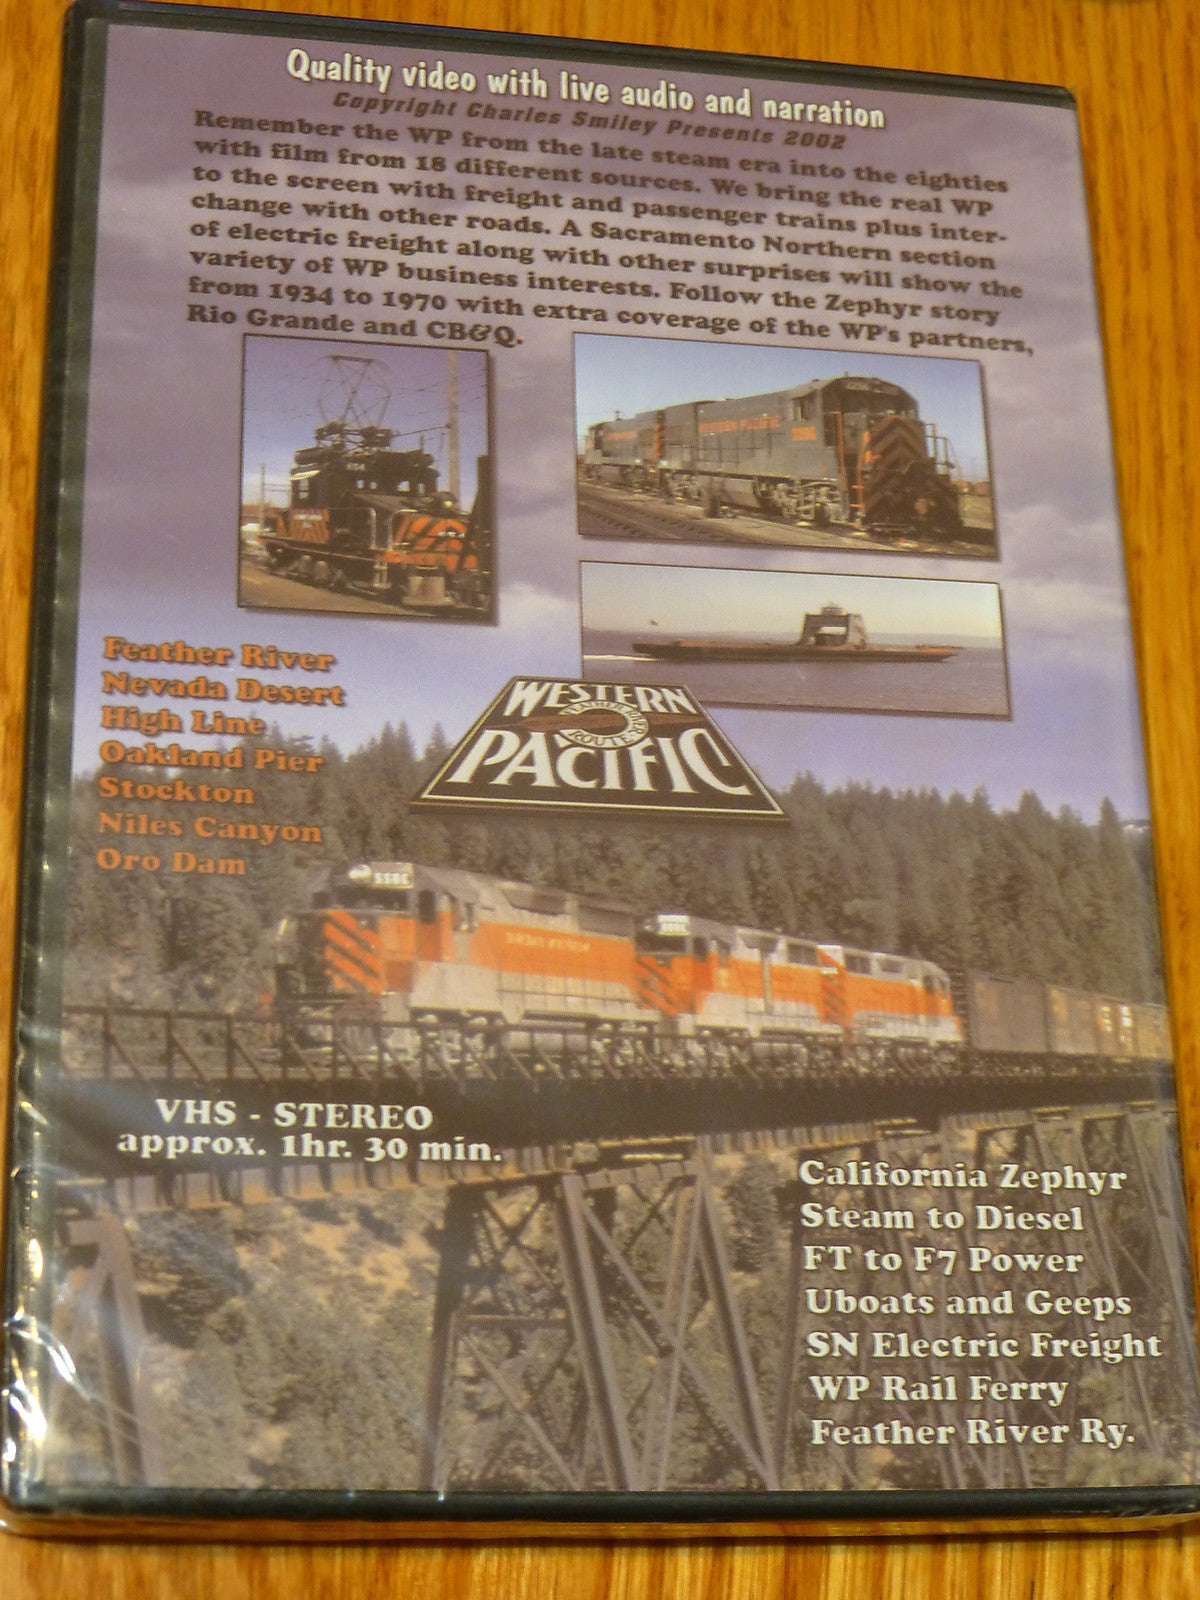 Quality video with live audio and narration
Copyright Charles Smiley Presents 2002
Remember the WP from the late steam era into the eighties
with film from 18 different sources. We bring the real WP
to the screen with freight and passenger trains plus inter-
change with other roads. A Sacramento Northern section
of electric freight along with other surprises will show the
variety of WP business interests. Follow the Zephyr story
from 1934 to 1970 with extra coverage of the WP's partners,
Rio Grande and CB&Q.
654
WESTERN PACIFIC
Feather River
Nevada Desert
High Line
Oakland Pier
Stockton
Niles Canyon
Oro Dam
WESTERN
FEATHER RIVER
ROUTE
PACIFIC
VHS - STEREO
approx. 1hr. 30 min.
California Zephyr
Steam to Diesel
FT to F7 Power
Uboats and Geeps
SN Electric Freight
WP Rail Ferry
Feather River Ry.